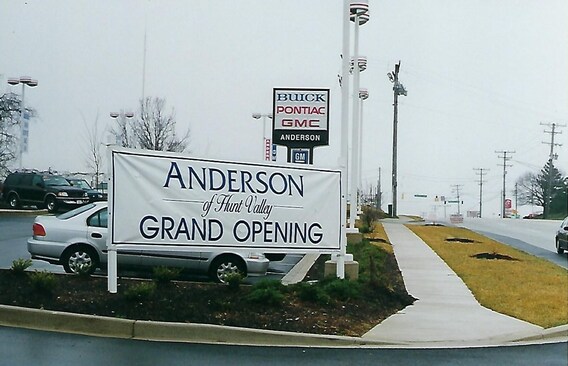 BUICK
PONTIAC
GMC
ANDERSON
GM
ANDERSON
of Hunt Valley
GRAND OPENING